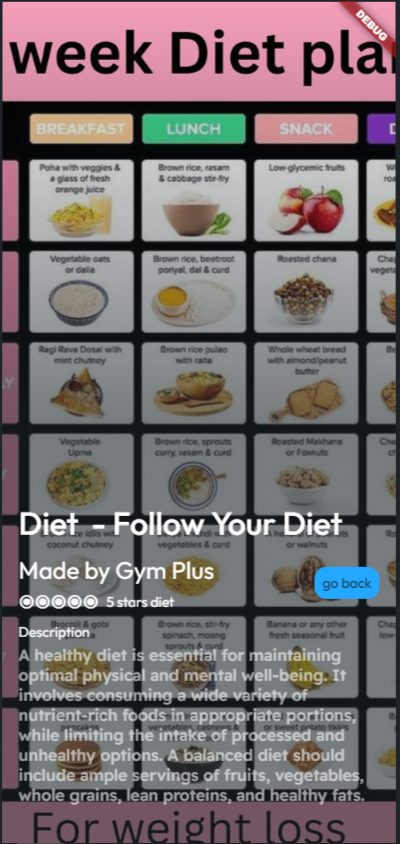 DEBUG
week Diet pla
BREAKFAST LUNCH SNACK D
Poha with veggies &
a glass of fresh
orange juice
Brown rice, rasam
& cabbage stir-fry
Low-glycemic fruits
Vegetable oats
or dalia
Brown rice, beetroot
poriyal, dal & curd
Roasted chana
Ragi Rava Dosai with
mint chutney
Brown rice pulao
with raita
Whole wheat bread
with almond/peanut
butter
Vegetable
Upma
Brown rice, sprouts
curry, rasam & curd
Roasted Makhana
or Foxnuts
Diet - Follow Your Diet
coconut chutney
vegetables & curd
or walnuts
Made by Gym Plus
go back
5 stars diet
Broccoli & gobi
Brown rice, stir-fry
spinach, moong
sprouts & curd
Banana or any other
fresh seasonal fruit
Description
A healthy diet is essential for maintaining
optimal physical and mental well-being. It
involves consuming a wide variety of
nutrient-rich foods in appropriate portions,
while limiting the intake of processed and
unhealthy options. A balanced diet should
include ample servings of fruits, vegetables,
whole grains, lean proteins, and healthy fats.
For weight loss